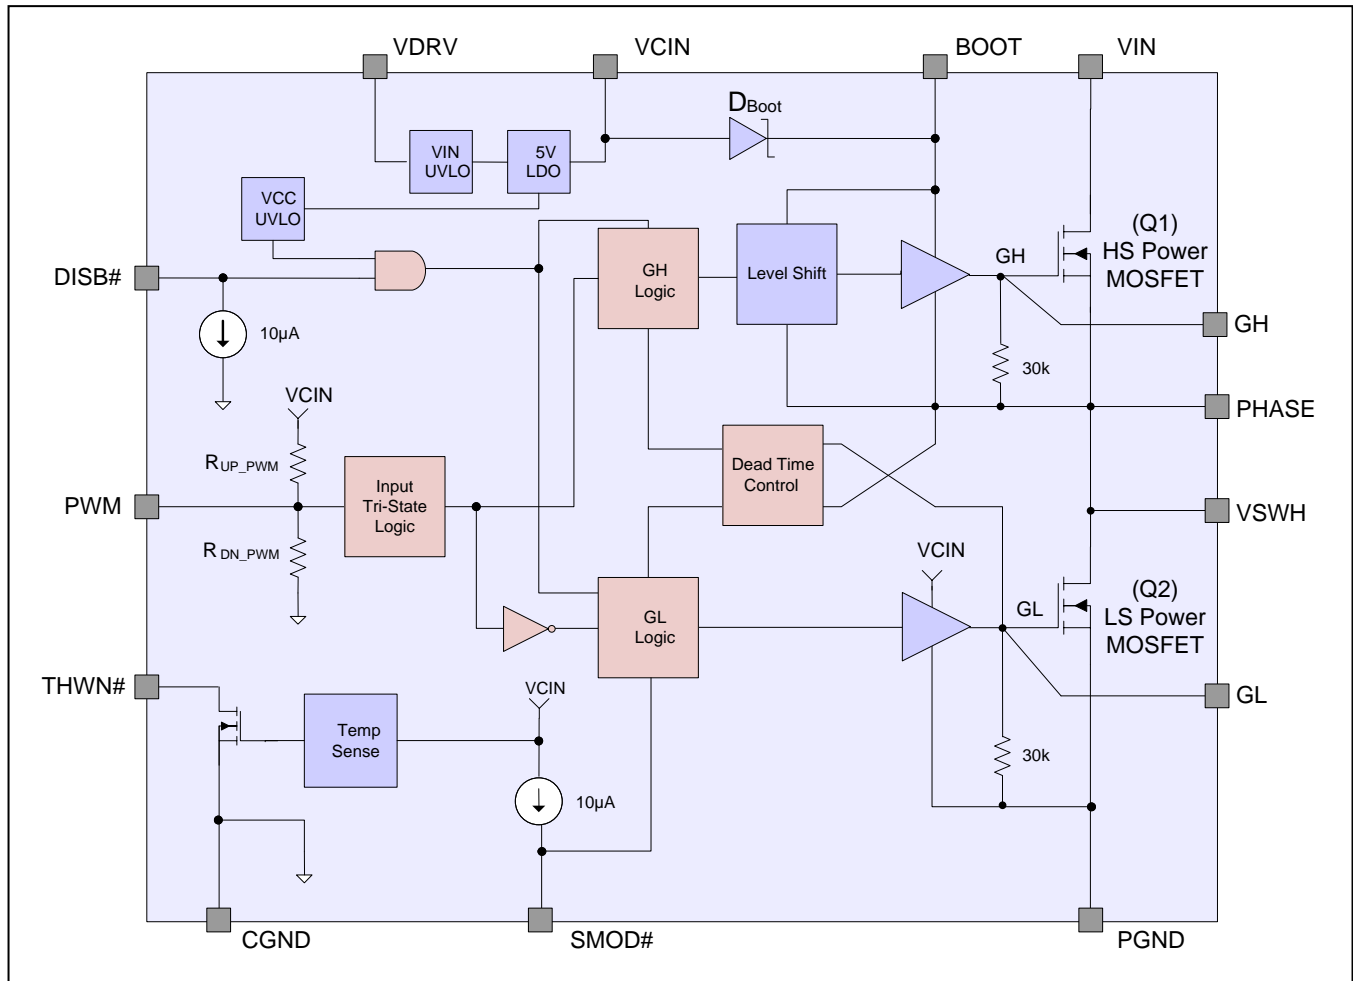 VDRV
VCIN
BOOT
VIN
DBoot
VIN
UVLO
5V
LDO
VCC
UVLO
(Q1)
HS Power
MOSFET
GH
GH
Logic
Level Shift
DISB#
10µA
GH
30k
VCIN
PHASE
RUP_PWM
Dead Time
Control
Input
Tri-State
Logic
PWM
VSWH
RDN_PWM
VCIN
(Q2)
LS Power
MOSFET
GL
GL
Logic
THWN#
VCIN
GL
Temp
Sense
30k
10µA
CGND
SMOD#
PGND